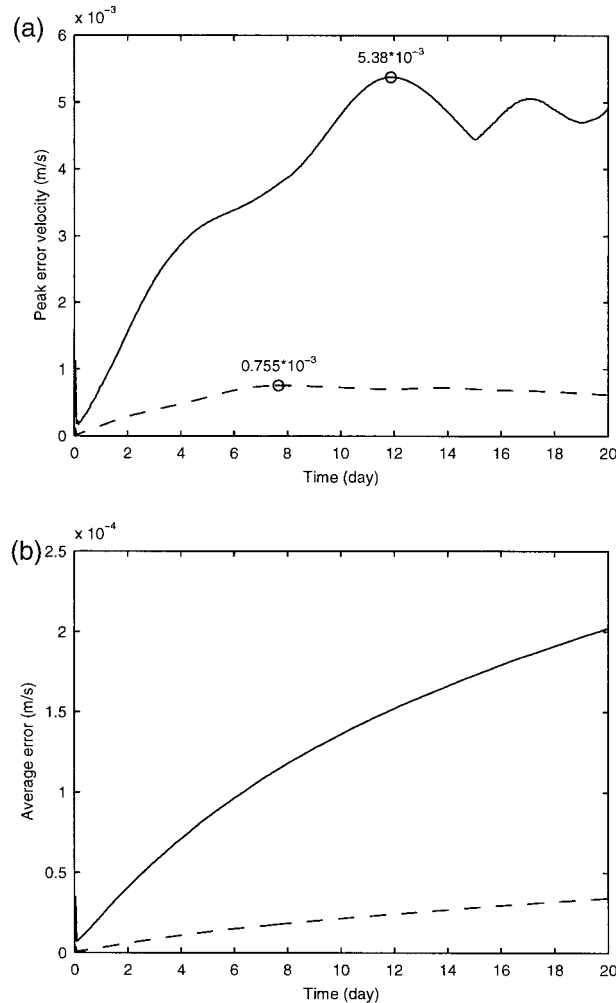 (a)
x 10⁻³
6
5
4
3
2
1
0
5.38*10⁻³
0.755*10⁻³
Peak error velocity (m/s)
0 2 4 6 8 10 12 14 16 18 20
Time (day)
(b)
x 10⁻⁴
2.5
2
1.5
1
0.5
0
Average error (m/s)
0 2 4 6 8 10 12 14 16 18 20
Time (day)